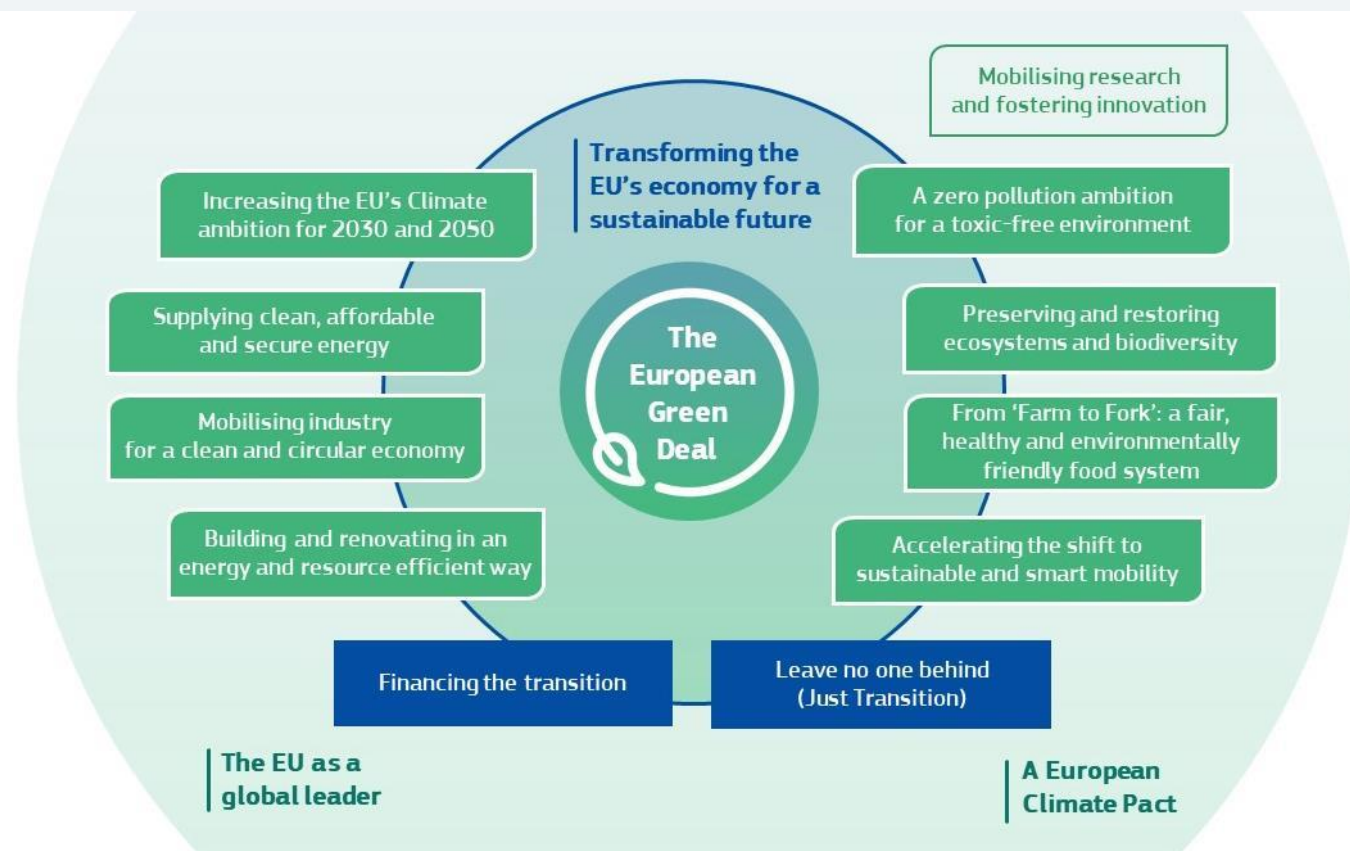 Mobilising research
and fostering innovation
Transforming the
EU's economy for a
sustainable future
Increasing the EU's Climate
ambition for 2030 and 2050
A zero pollution ambition
for a toxic-free environment
Supplying clean, affordable
and secure energy
Preserving and restoring
ecosystems and biodiversity
The
European
Green
Deal
Mobilising industry
for a clean and circular economy
From ‘Farm to Fork’: a fair,
healthy and environmentally
friendly food system
Building and renovating in an
energy and resource efficient way
Accelerating the shift to
sustainable and smart mobility
Financing the transition
Leave no one behind
(Just Transition)
The EU as a
global leader
A European
Climate Pact